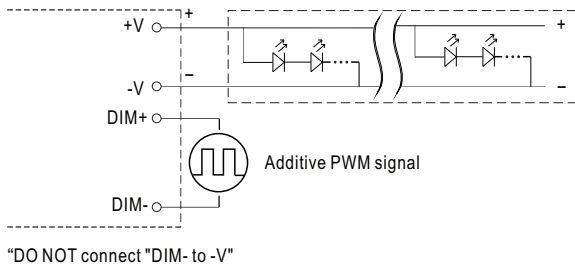 +V + +
-V – –
DIM+
Additive PWM signal
DIM-
“DO NOT connect "DIM- to -V"